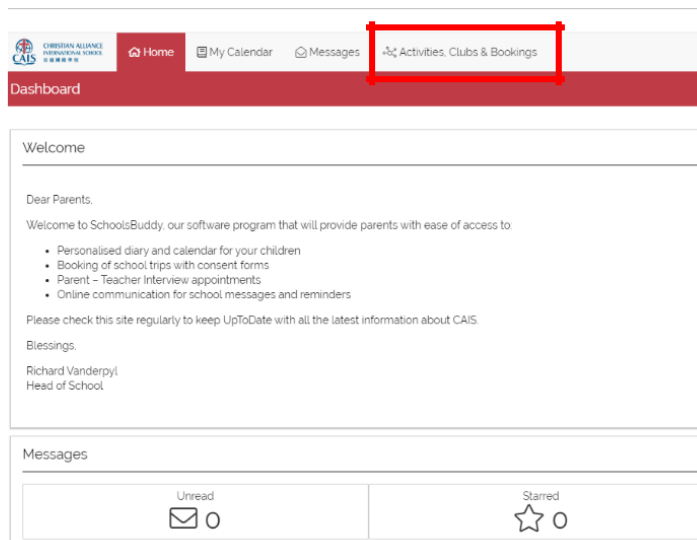 CAIS
CHRISTIAN ALLIANCE
INTERNATIONAL SCHOOL
Home My Calendar Messages Activities, Clubs & Bookings
Dashboard
Welcome
Dear Parents,
Welcome to SchoolsBuddy, our software program that will provide parents with ease of access to:
• Personalised diary and calendar for your children
• Booking of school trips with consent forms
• Parent – Teacher Interview appointments
• Online communication for school messages and reminders
Please check this site regularly to keep UpToDate with all the latest information about CAIS.
Blessings,
Richard Vanderpyl
Head of School
Messages
Unread Starred
0 0